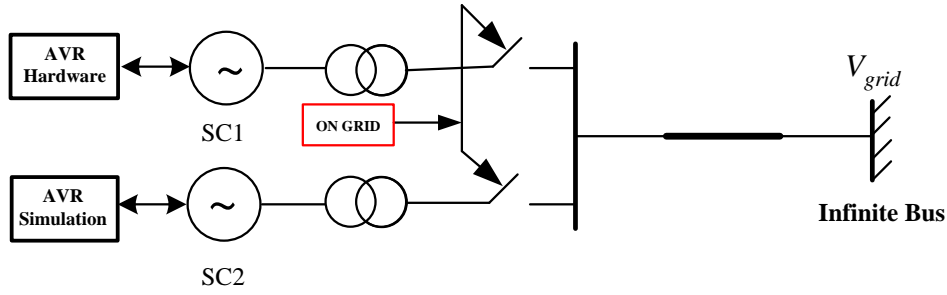 AVR
Hardware
~
SC1
ON GRID
AVR
Simulation
~
SC2
V_grid
Infinite Bus